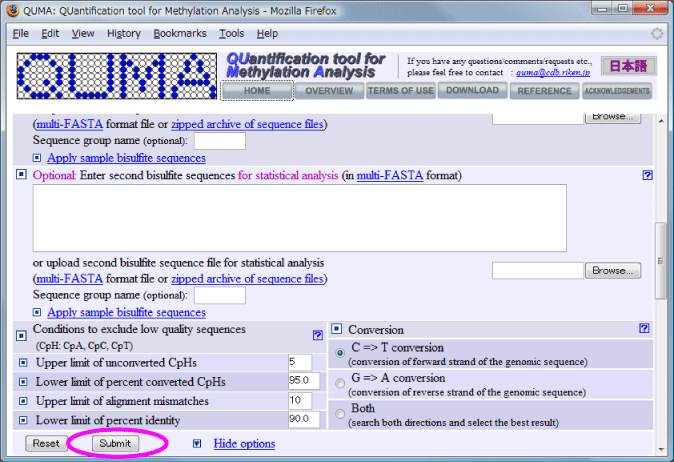 QUMA: QUantification tool for Methylation Analysis - Mozilla Firefox
File Edit View History Bookmarks Tools Help
QUMA
QUantification tool for
Methylation Analysis
If you have any questions/comments/requests etc.,
please feel free to contact : quma@cdb.riken.jp
日本語
HOME OVERVIEW TERMS OF USE DOWNLOAD REFERENCE ACKNOWLEDGEMENTS
(multi-FASTA format file or zipped archive of sequence files)
Browse...
Sequence group name (optional):
Apply sample bisulfite sequences
Optional: Enter second bisulfite sequences for statistical analysis (in multi-FASTA format)
?
or upload second bisulfite sequence file for statistical analysis
(multi-FASTA format file or zipped archive of sequence files)
Browse...
Sequence group name (optional):
Apply sample bisulfite sequences
Conditions to exclude low quality sequences
(CpH: CpA, CpC, CpT)
?
Upper limit of unconverted CpHs 5
Lower limit of percent converted CpHs 95.0
Upper limit of alignment mismatches 10
Lower limit of percent identity 90.0
Conversion
?
C => T conversion
(conversion of forward strand of the genomic sequence)
G => A conversion
(conversion of reverse strand of the genomic sequence)
Both
(search both directions and select the best result)
Reset Submit Hide options